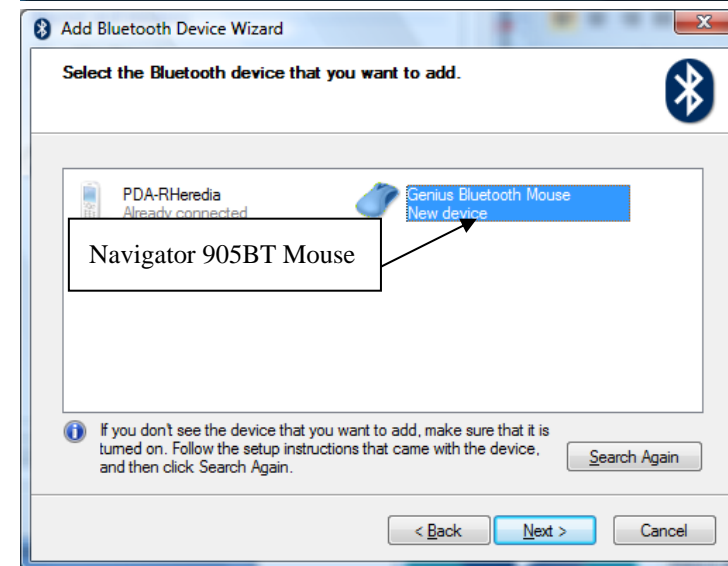 Add Bluetooth Device Wizard
Select the Bluetooth device that you want to add.
PDA-RHeredia
Already connected
Genius Bluetooth Mouse
New device
Navigator 905BT Mouse
If you don't see the device that you want to add, make sure that it is
turned on. Follow the setup instructions that came with the device,
and then click Search Again.
Search Again
< Back
Next >
Cancel